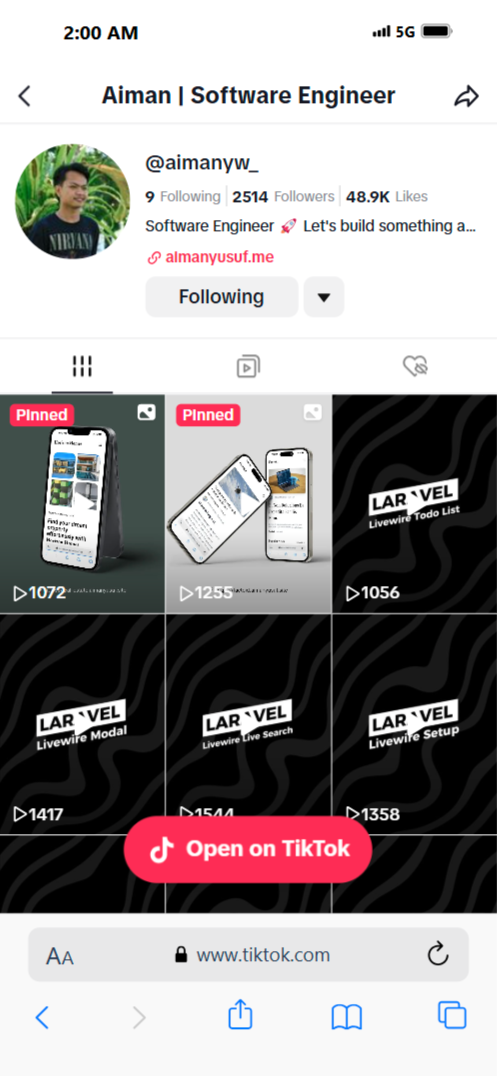 2:00 AM
5G
Aiman | Software Engineer
@aimanyw_
9 Following 2514 Followers 48.9K Likes
Software Engineer 🚀 Let's build something a...
aimanyusuf.me
Following
Pinned
Pinned
Find your dream
property
effortlessly with
LAR VEL
Livewire Todo List
1072
1255
1056
LAR VEL
Livewire Modal
LAR VEL
Livewire Live Search
LAR VEL
Livewire Setup
1417
1544
1358
Open on TikTok
AA
www.tiktok.com